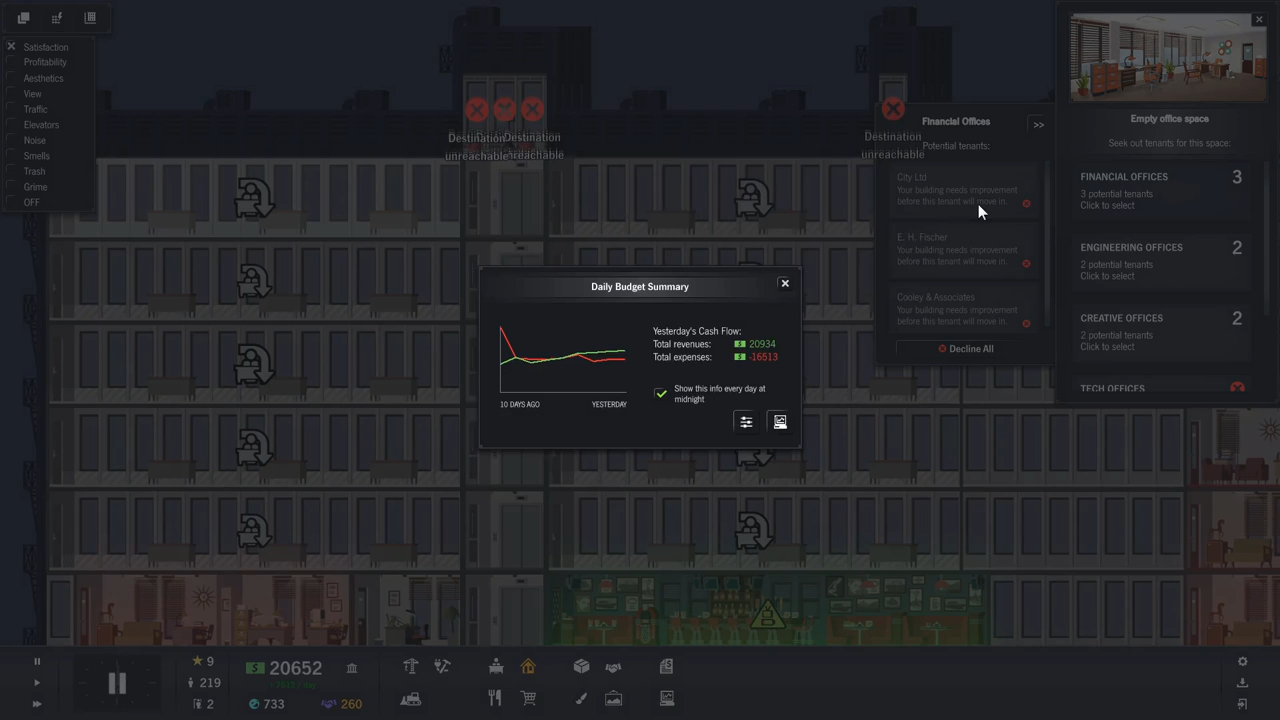 Satisfaction
Profitability
Aesthetics
View
Traffic
Elevators
Noise
Smells
Trash
Grime
OFF
Destination
unreachable
Destination
unreachable
Destination
unreachable
Financial Offices
>>
Potential tenants:
City Ltd
Your building needs improvement
before this tenant will move in.
E. H. Fischer
Your building needs improvement
before this tenant will move in.
Cooley & Associates
Your building needs improvement
before this tenant will move in.
Decline All
Empty office space
Seek out tenants for this space:
FINANCIAL OFFICES 3
3 potential tenants
Click to select
ENGINEERING OFFICES 2
2 potential tenants
Click to select
CREATIVE OFFICES 2
2 potential tenants
Click to select
TECH OFFICES
Daily Budget Summary
Yesterday's Cash Flow:
Total revenues: 20934
Total expenses: -16513
Show this info every day at
midnight
10 DAYS AGO YESTERDAY
9
219
2
20652
733 260